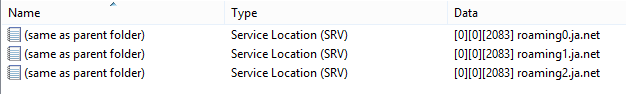 Name Type Data
(same as parent folder) Service Location (SRV) [0][0][2083] roaming0.ja.net
(same as parent folder) Service Location (SRV) [0][0][2083] roaming1.ja.net
(same as parent folder) Service Location (SRV) [0][0][2083] roaming2.ja.net